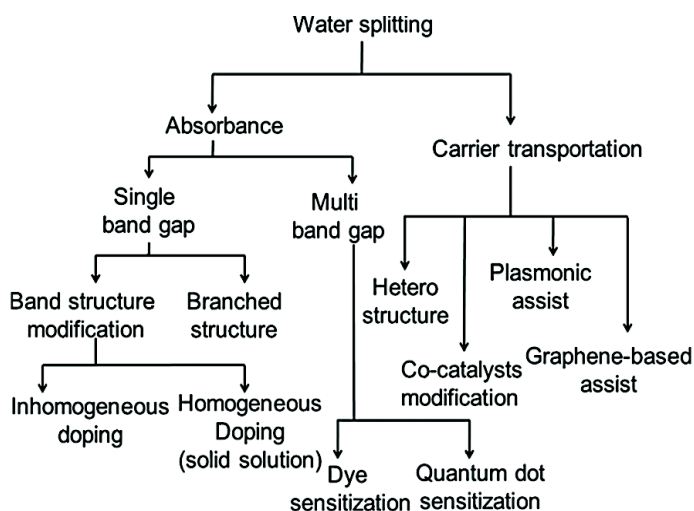 Water splitting
Absorbance
Carrier transportation
Single
band gap
Multi
band gap
Hetero
structure
Plasmonic
assist
Band structure
modification
Branched
structure
Co-catalysts
modification
Graphene-based
assist
Inhomogeneous
doping
Homogeneous
Doping
(solid solution)
Dye
sensitization
Quantum dot
sensitization